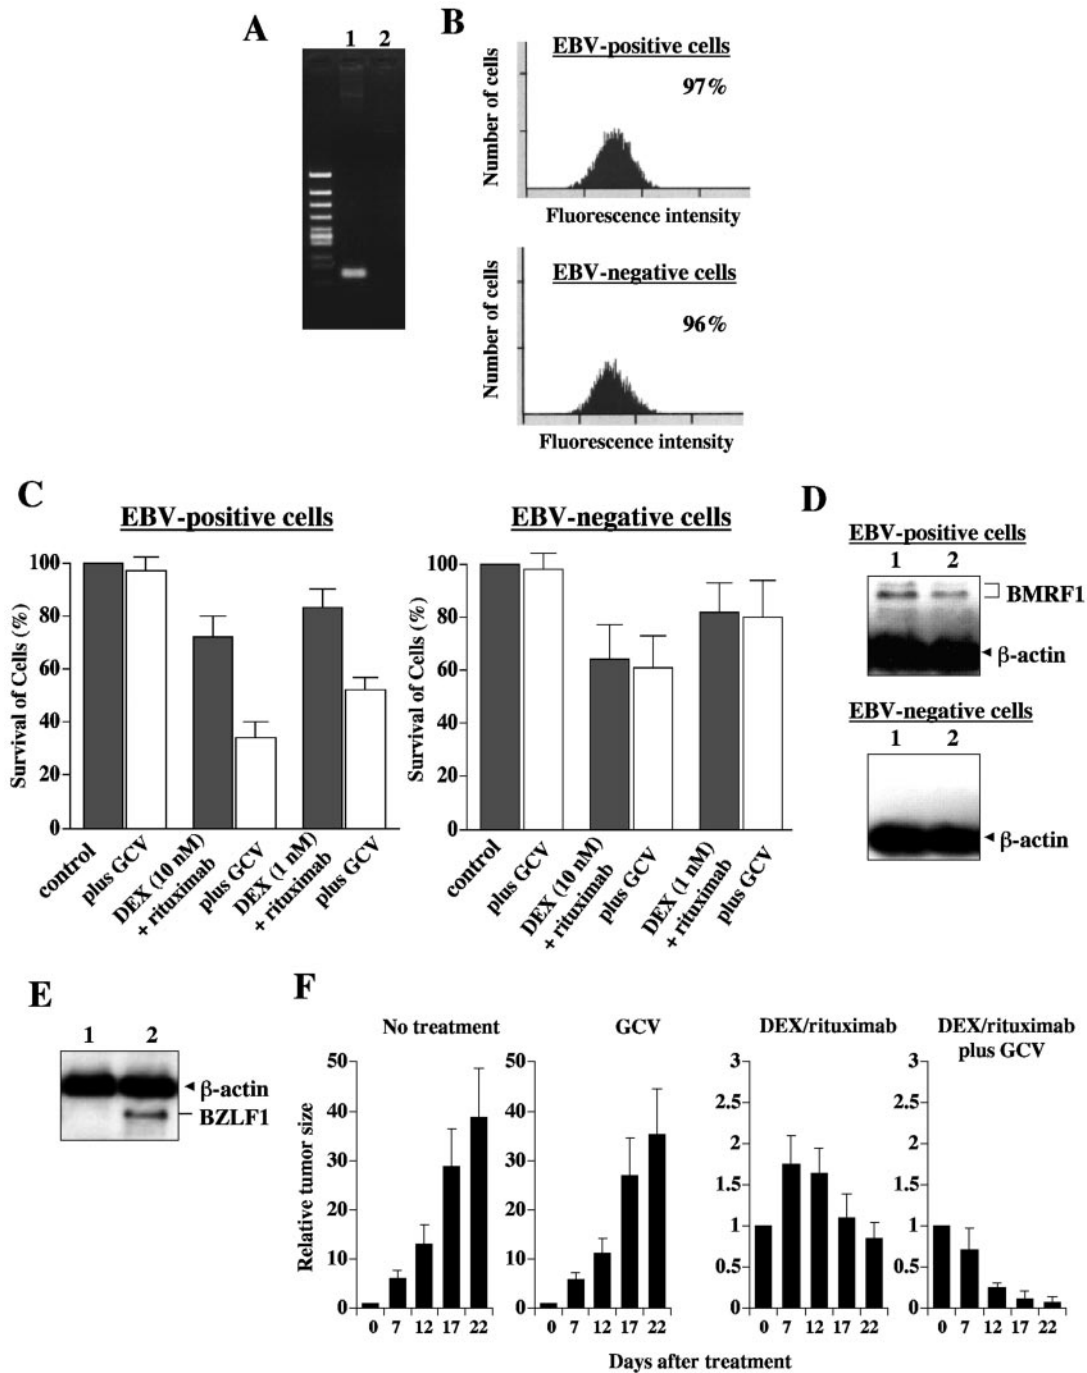 A
1 2
B
EBV-positive cells
97%
Number of cells
Fluorescence intensity
EBV-negative cells
96%
Number of cells
Fluorescence intensity
C
EBV-positive cells
100
80
60
40
20
0
Survival of Cells (%)
control
plus GCV
DEX (10 nM)
+ rituximab
plus GCV
DEX (1 nM)
+ rituximab
plus GCV
EBV-negative cells
100
80
60
40
20
0
Survival of Cells (%)
control
plus GCV
DEX (10 nM)
+ rituximab
plus GCV
DEX (1 nM)
+ rituximab
plus GCV
D
EBV-positive cells
1 2
BMRF1
β-actin
EBV-negative cells
1 2
β-actin
E
1 2
β-actin
BZLF1
F
No treatment
50
40
30
20
10
0
Relative tumor size
0 7 12 17 22
GCV
50
40
30
20
10
0
0 7 12 17 22
DEX/rituximab
3
2.5
2
1.5
1
0.5
0
0 7 12 17 22
DEX/rituximab
plus GCV
3
2.5
2
1.5
1
0.5
0
0 7 12 17 22
Days after treatment